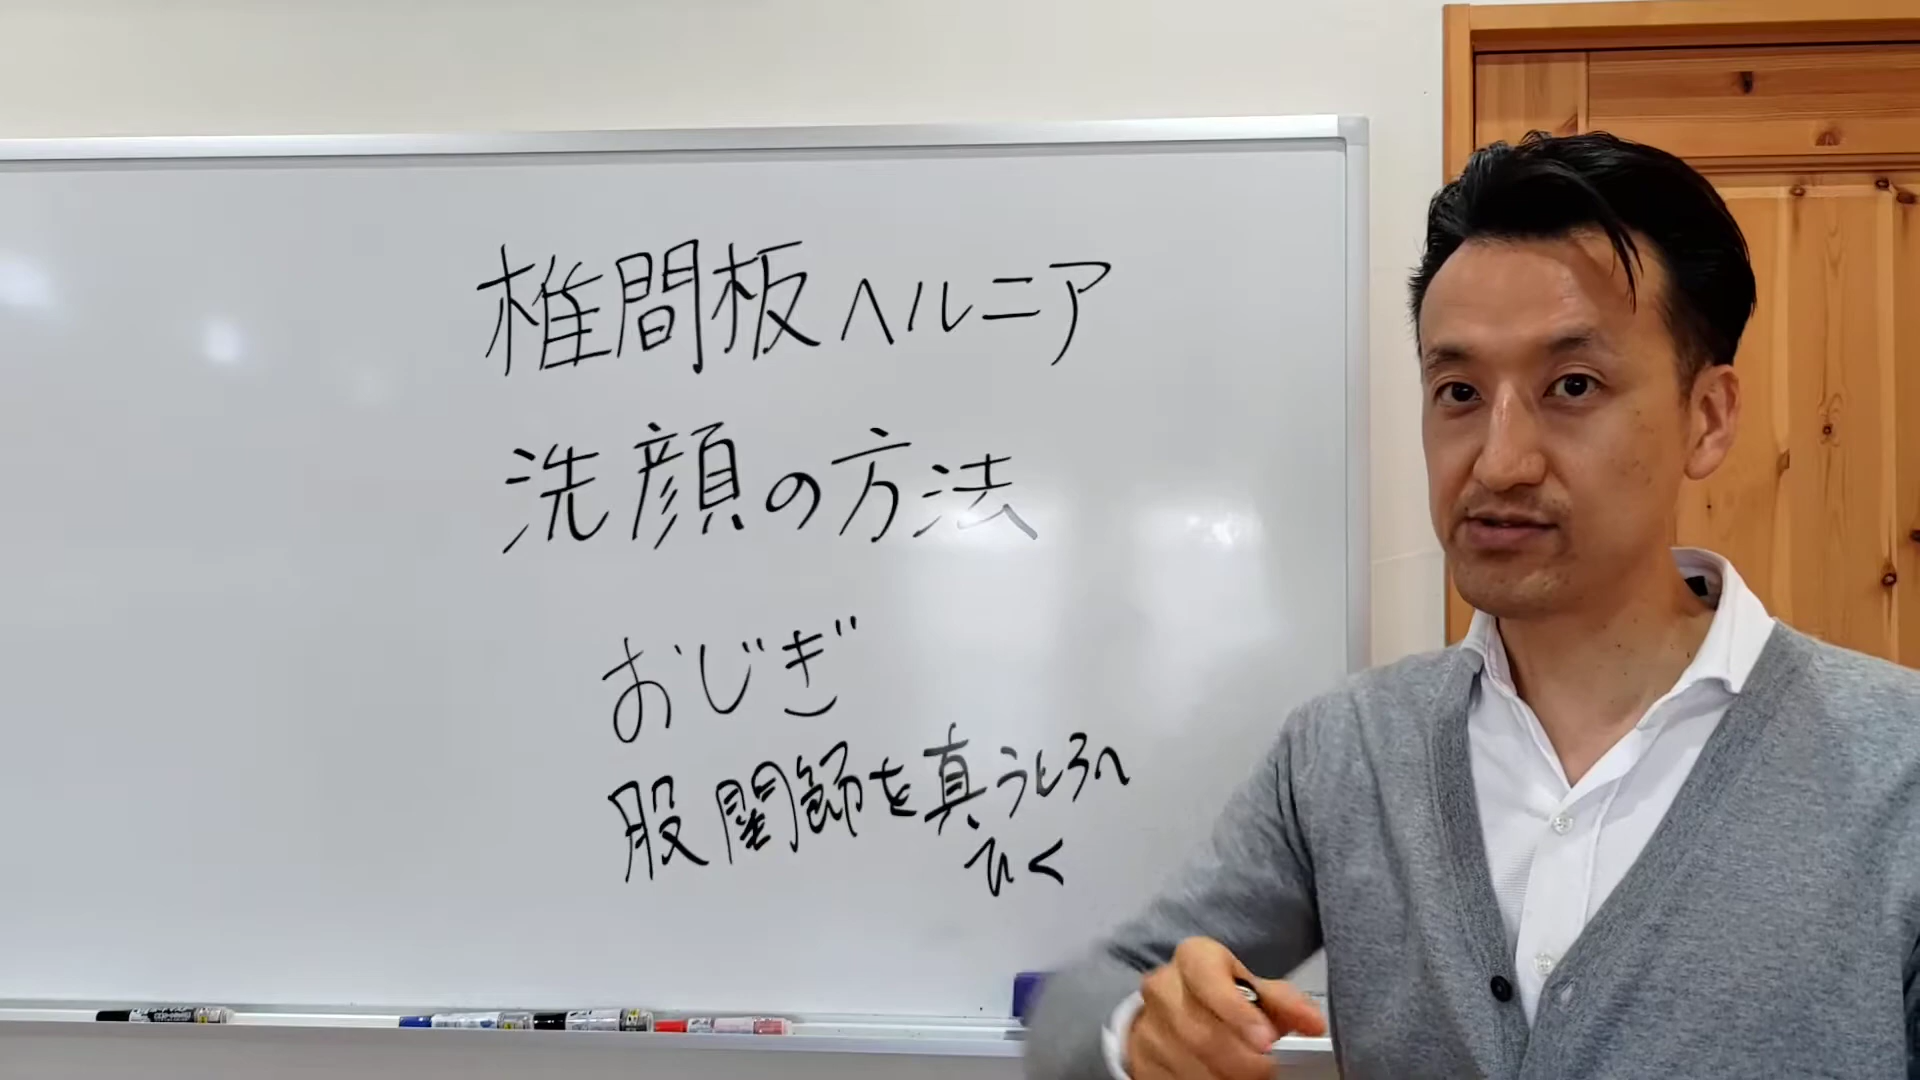 椎間板ヘルニア
洗顔の方法
おじぎ
股関節を真うしろへ
ひく